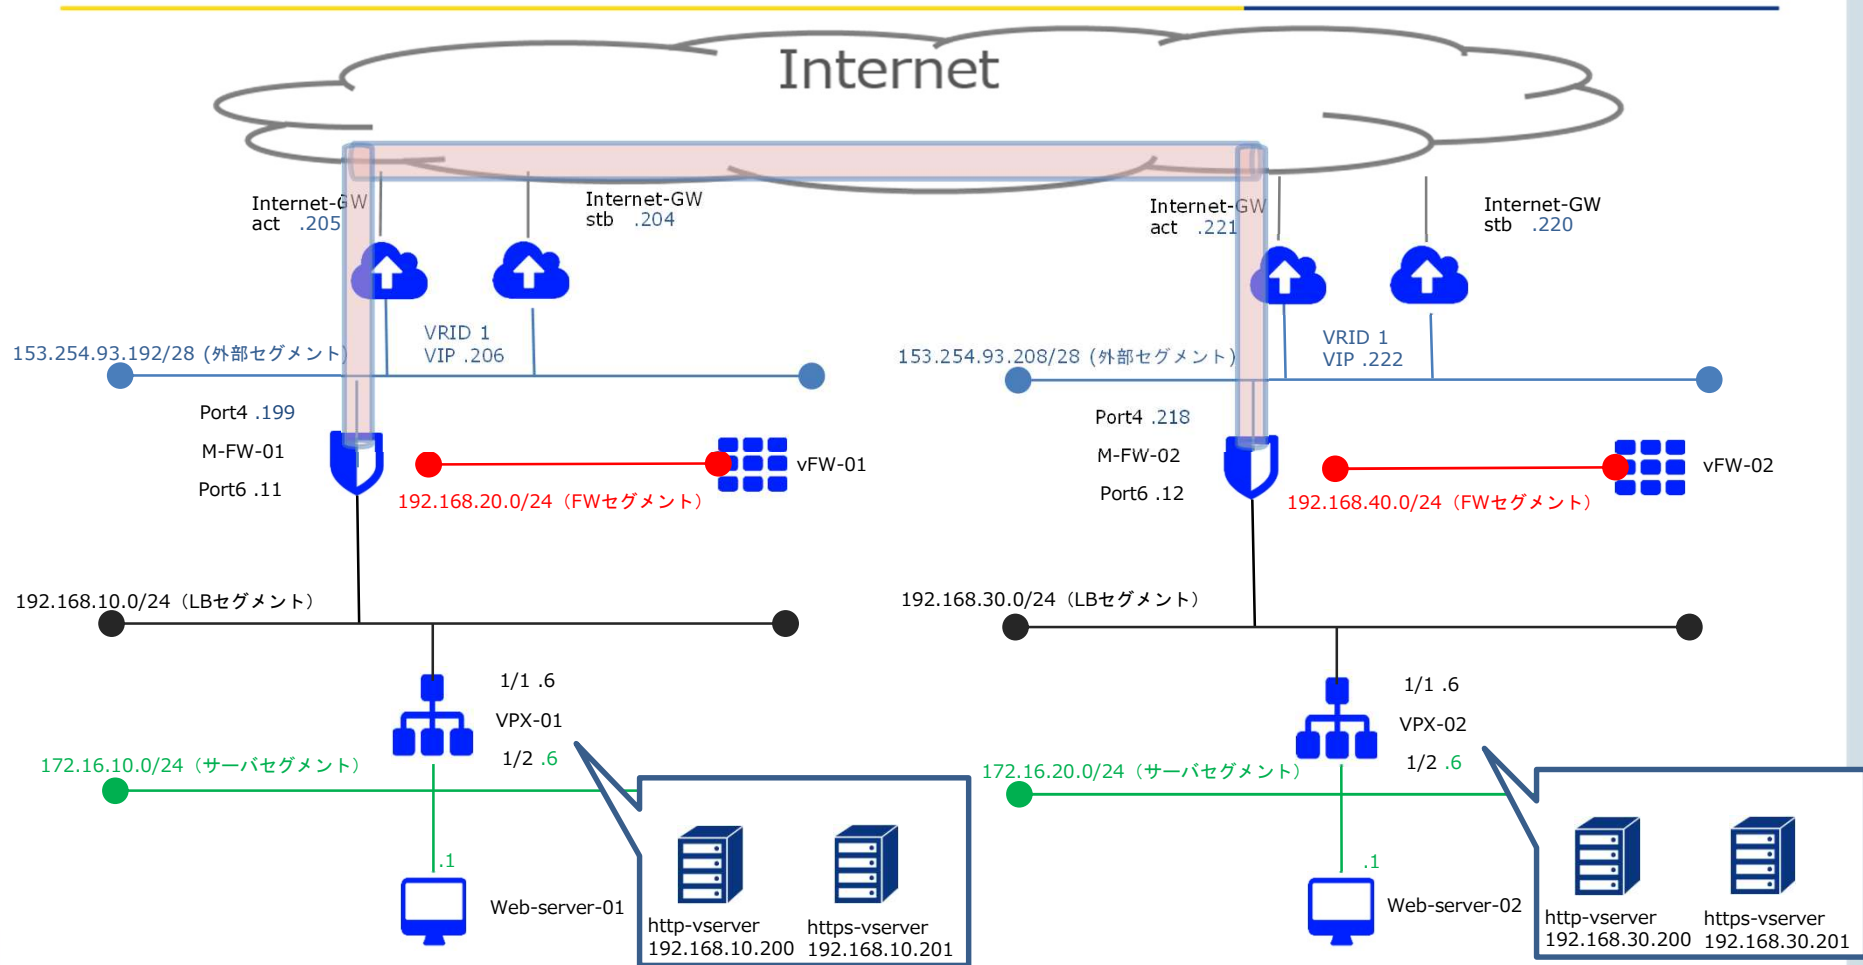 Internet
Internet-GW
act .205
Internet-GW
stb .204
Internet-GW
act .221
Internet-GW
stb .220
VRID 1
VIP .206
VRID 1
VIP .222
153.254.93.192/28 (外部セグメント)
153.254.93.208/28 (外部セグメント)
Port4 .199
M-FW-01
Port6 .11
vFW-01
192.168.20.0/24（FWセグメント）
Port4 .218
M-FW-02
Port6 .12
vFW-02
192.168.40.0/24（FWセグメント）
192.168.10.0/24（LBセグメント）
192.168.30.0/24（LBセグメント）
1/1 .6
VPX-01
1/2 .6
1/1 .6
VPX-02
1/2 .6
172.16.10.0/24（サーバセグメント）
172.16.20.0/24（サーバセグメント）
.1
Web-server-01
http-vserver
192.168.10.200
https-vserver
192.168.10.201
.1
Web-server-02
http-vserver
192.168.30.200
https-vserver
192.168.30.201